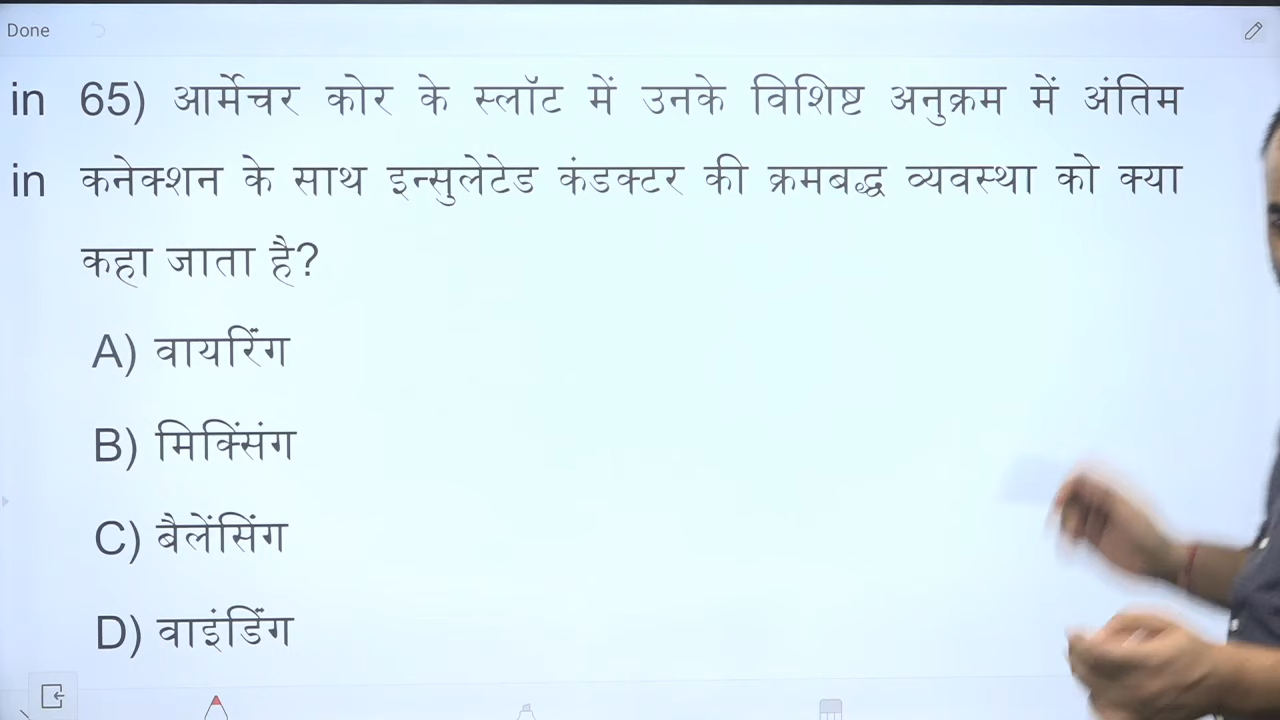 Done
in 65) आर्मेचर कोर के स्लॉट में उनके विशिष्ट अनुक्रम में अंतिम
in कनेक्शन के साथ इन्सुलेटेड कंडक्टर की क्रमबद्ध व्यवस्था को क्या
कहा जाता है?
A) वायरिंग
B) मिक्सिंग
C) बैलेंसिंग
D) वाइंडिंग